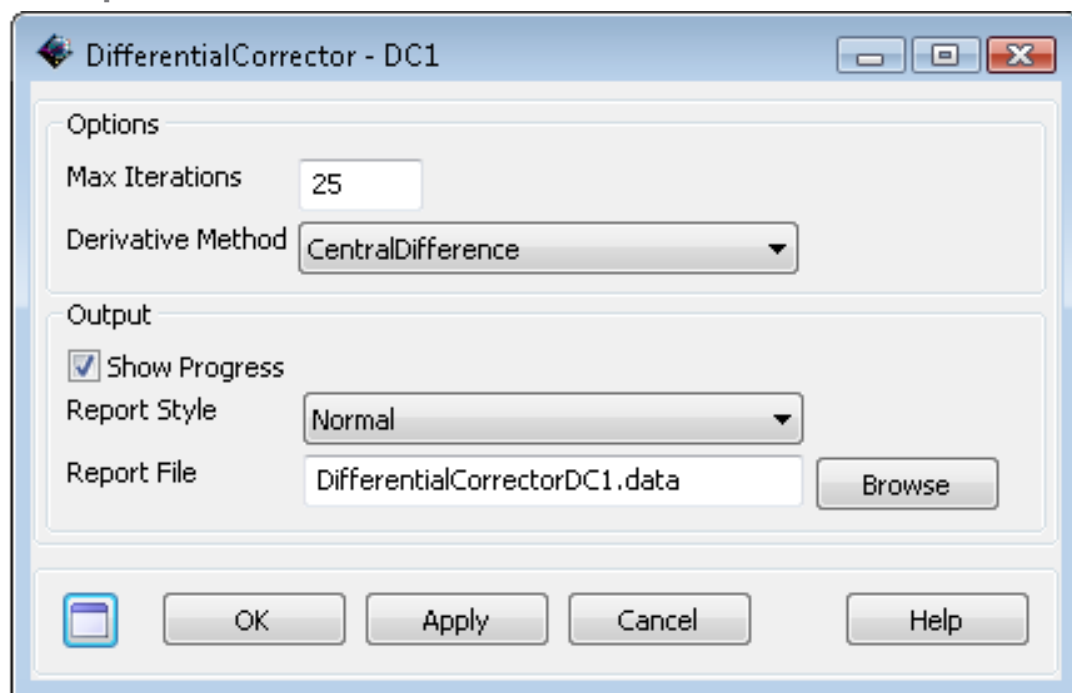 DifferentialCorrector - DC1
Options
Max Iterations 25
Derivative Method CentralDifference
Output
Show Progress
Report Style Normal
Report File DifferentialCorrectorDC1.data Browse
OK Apply Cancel Help